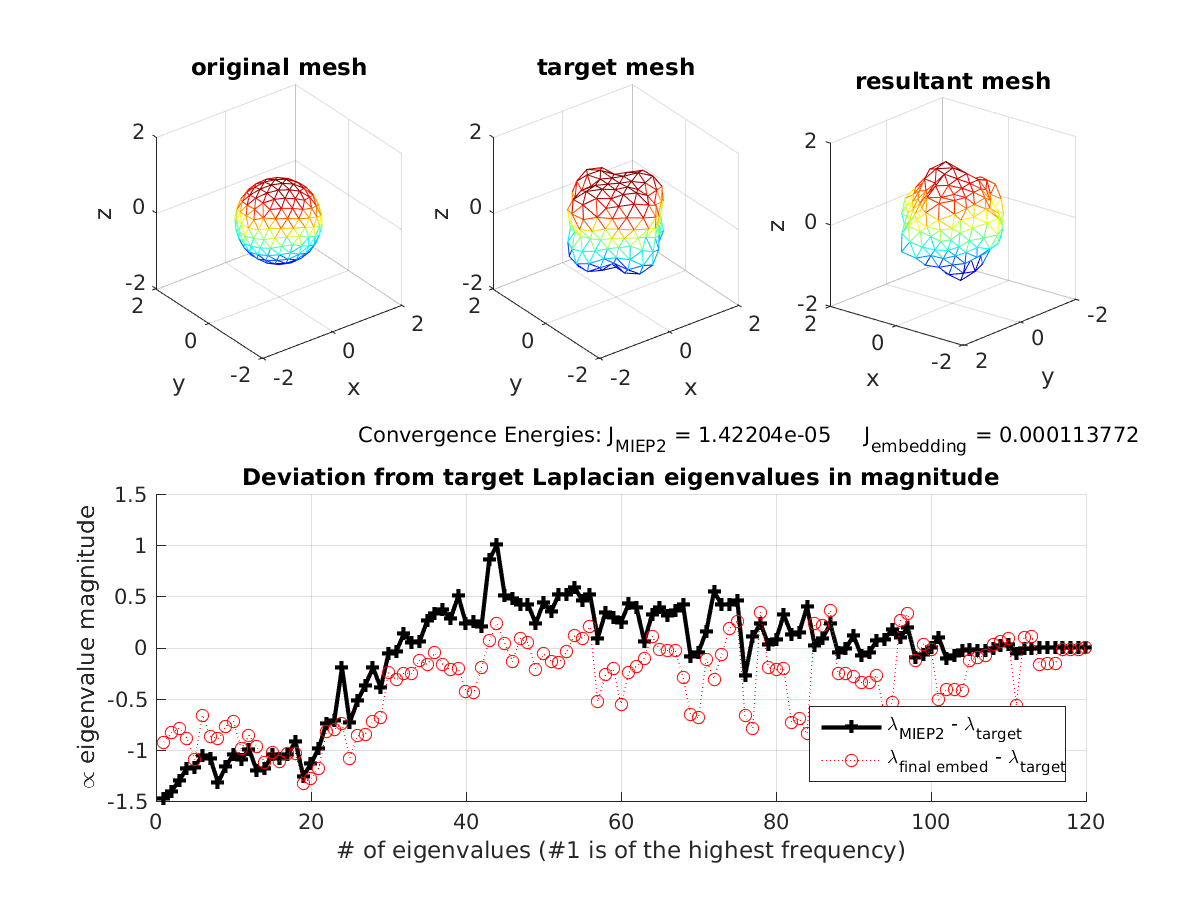 original mesh
target mesh
resultant mesh
2
0
-2
z
2
0
-2
y
-2
0
2
x
2
0
-2
z
2
0
-2
y
-2
0
2
x
2
0
-2
z
2
0
-2
x
2
0
-2
y
Convergence Energies: J_MIEP2 = 1.42204e-05 J_embedding = 0.000113772
Deviation from target Laplacian eigenvalues in magnitude
1.5
1
0.5
0
-0.5
-1
-1.5
∝ eigenvalue magnitude
λ_MIEP2 - λ_target
λ_final embed - λ_target
0 20 40 60 80 100 120
# of eigenvalues (#1 is of the highest frequency)